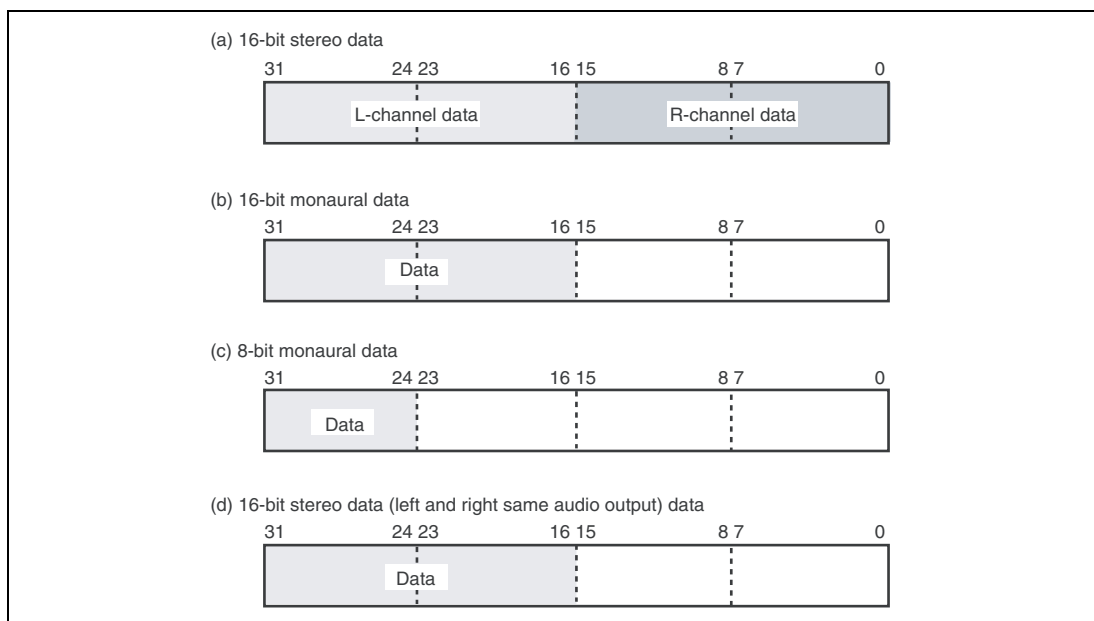 (a) 16-bit stereo data
31 24 23 16 15 8 7 0
L-channel data R-channel data
(b) 16-bit monaural data
31 24 23 16 15 8 7 0
Data
(c) 8-bit monaural data
31 24 23 16 15 8 7 0
Data
(d) 16-bit stereo data (left and right same audio output) data
31 24 23 16 15 8 7 0
Data